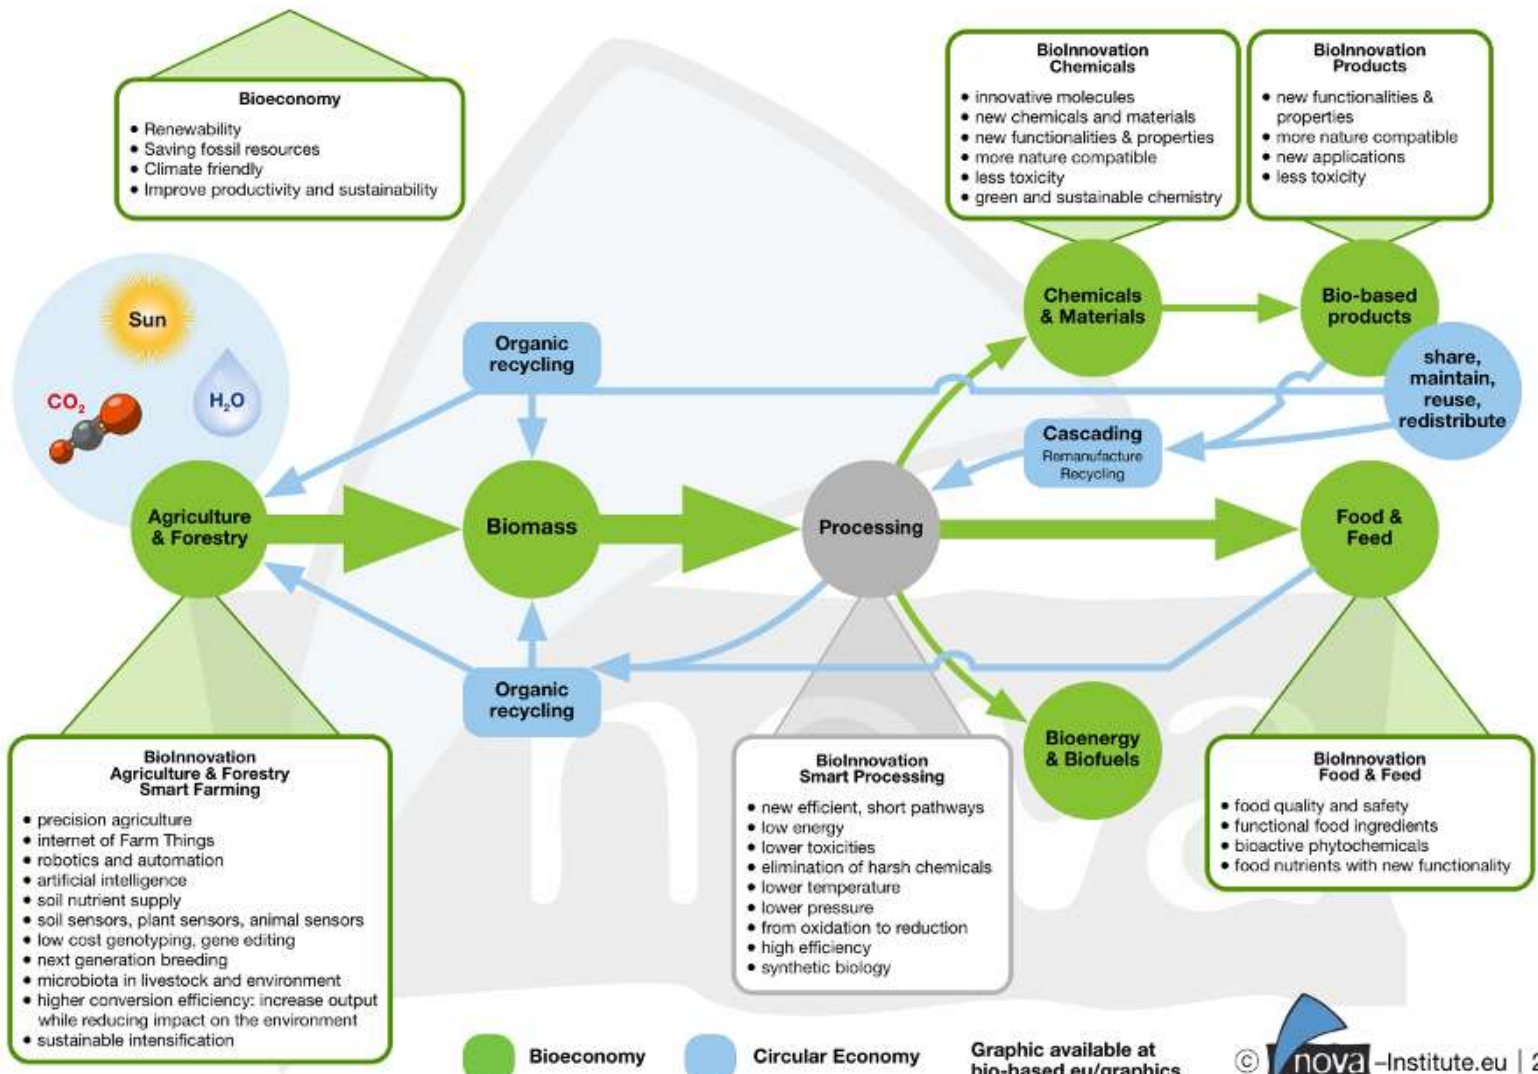 Bioeconomy
• Renewability
• Saving fossil resources
• Climate friendly
• Improve productivity and sustainability
BioInnovation
Chemicals
• innovative molecules
• new chemicals and materials
• new functionalities & properties
• more nature compatible
• less toxicity
• green and sustainable chemistry
BioInnovation
Products
• new functionalities &
properties
• more nature compatible
• new applications
• less toxicity
Sun
CO₂
H₂O
Organic
recycling
Chemicals
& Materials
Bio-based
products
share,
maintain,
reuse,
redistribute
Cascading
Remanufacture
Recycling
Agriculture
& Forestry
Biomass
Processing
Food &
Feed
Organic
recycling
Bioenergy
& Biofuels
BioInnovation
Agriculture & Forestry
Smart Farming
• precision agriculture
• internet of Farm Things
• robotics and automation
• artificial intelligence
• soil nutrient supply
• soil sensors, plant sensors, animal sensors
• low cost genotyping, gene editing
• next generation breeding
• microbiota in livestock and environment
• higher conversion efficiency: increase output
while reducing impact on the environment
• sustainable intensification
BioInnovation
Smart Processing
• new efficient, short pathways
• low energy
• lower toxicities
• elimination of harsh chemicals
• lower temperature
• lower pressure
• from oxidation to reduction
• high efficiency
• synthetic biology
BioInnovation
Food & Feed
• food quality and safety
• functional food ingredients
• bioactive phytochemicals
• food nutrients with new functionality
nova
Bioeconomy
Circular Economy
Graphic available at
bio-based.eu/graphics
© nova-Institute.eu | 2